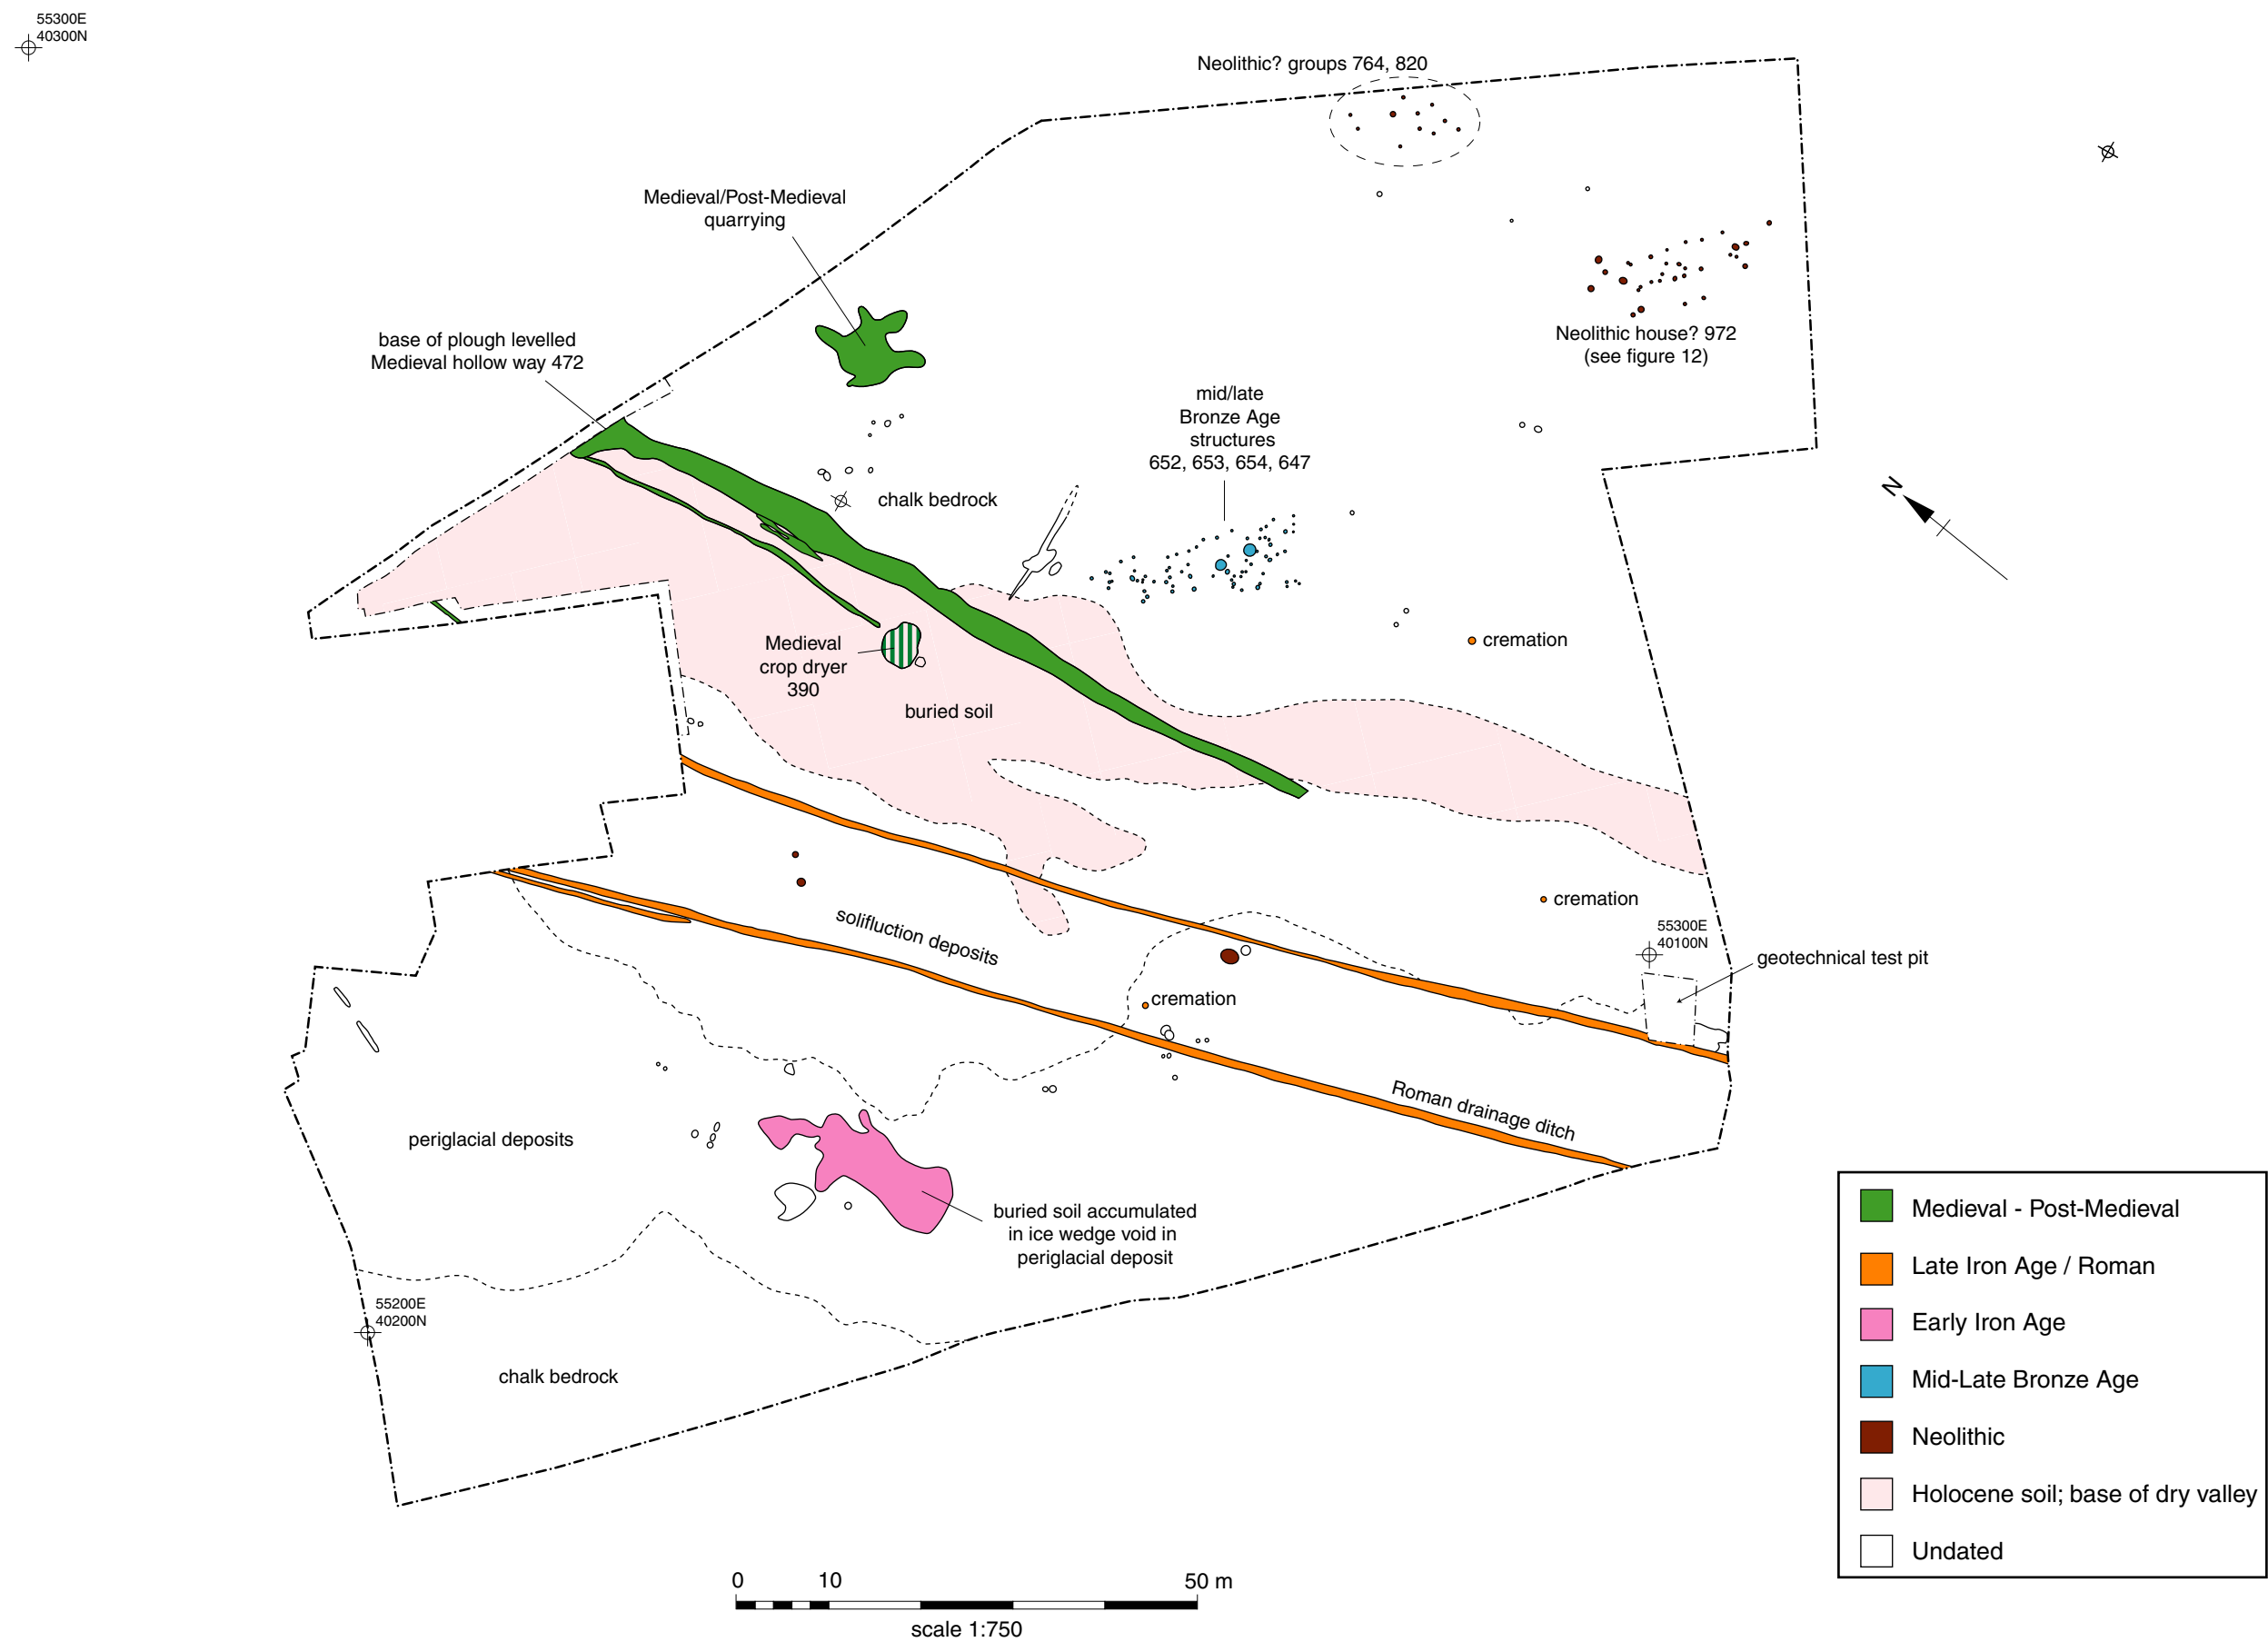 55300E
40300N
Neolithic? groups 764, 820
Medieval/Post-Medieval
quarrying
base of plough levelled
Medieval hollow way 472
Neolithic house? 972
(see figure 12)
mid/late
Bronze Age
structures
652, 653, 654, 647
chalk bedrock
N
Medieval
crop dryer
390
cremation
buried soil
cremation
solifluction deposits
55300E
40100N
geotechnical test pit
cremation
Roman drainage ditch
periglacial deposits
buried soil accumulated
in ice wedge void in
periglacial deposit
55200E
40200N
chalk bedrock
Medieval - Post-Medieval
Late Iron Age / Roman
Early Iron Age
Mid-Late Bronze Age
Neolithic
Holocene soil; base of dry valley
Undated
0 10 50 m
scale 1:750